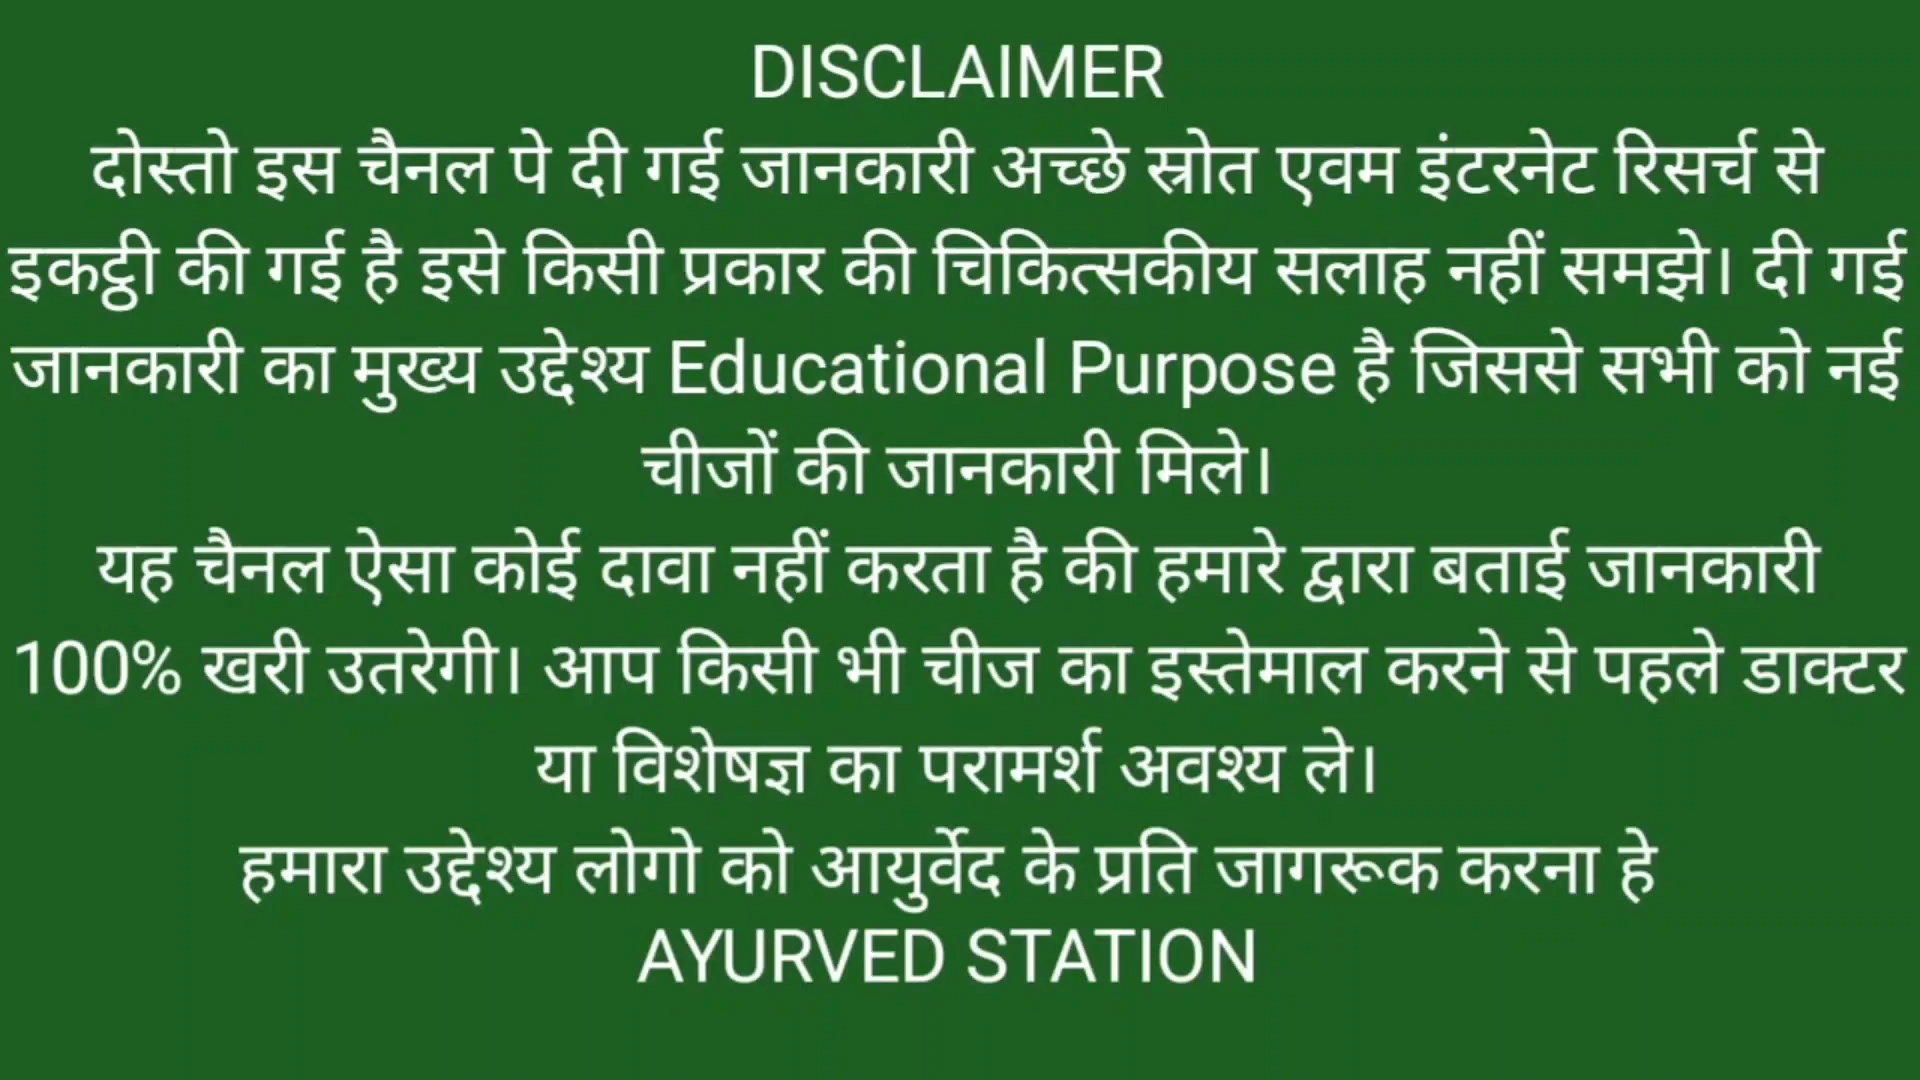 DISCLAIMER
दोस्तो इस चैनल पे दी गई जानकारी अच्छे स्रोत एवम इंटरनेट रिसर्च से
इकट्ठी की गई है इसे किसी प्रकार की चिकित्सकीय सलाह नहीं समझे। दी गई
जानकारी का मुख्य उद्देश्य Educational Purpose है जिससे सभी को नई
चीजों की जानकारी मिले।
यह चैनल ऐसा कोई दावा नहीं करता है की हमारे द्वारा बताई जानकारी
100% खरी उतरेगी। आप किसी भी चीज का इस्तेमाल करने से पहले डाक्टर
या विशेषज्ञ का परामर्श अवश्य ले।
हमारा उद्देश्य लोगो को आयुर्वेद के प्रति जागरूक करना हे
AYURVED STATION